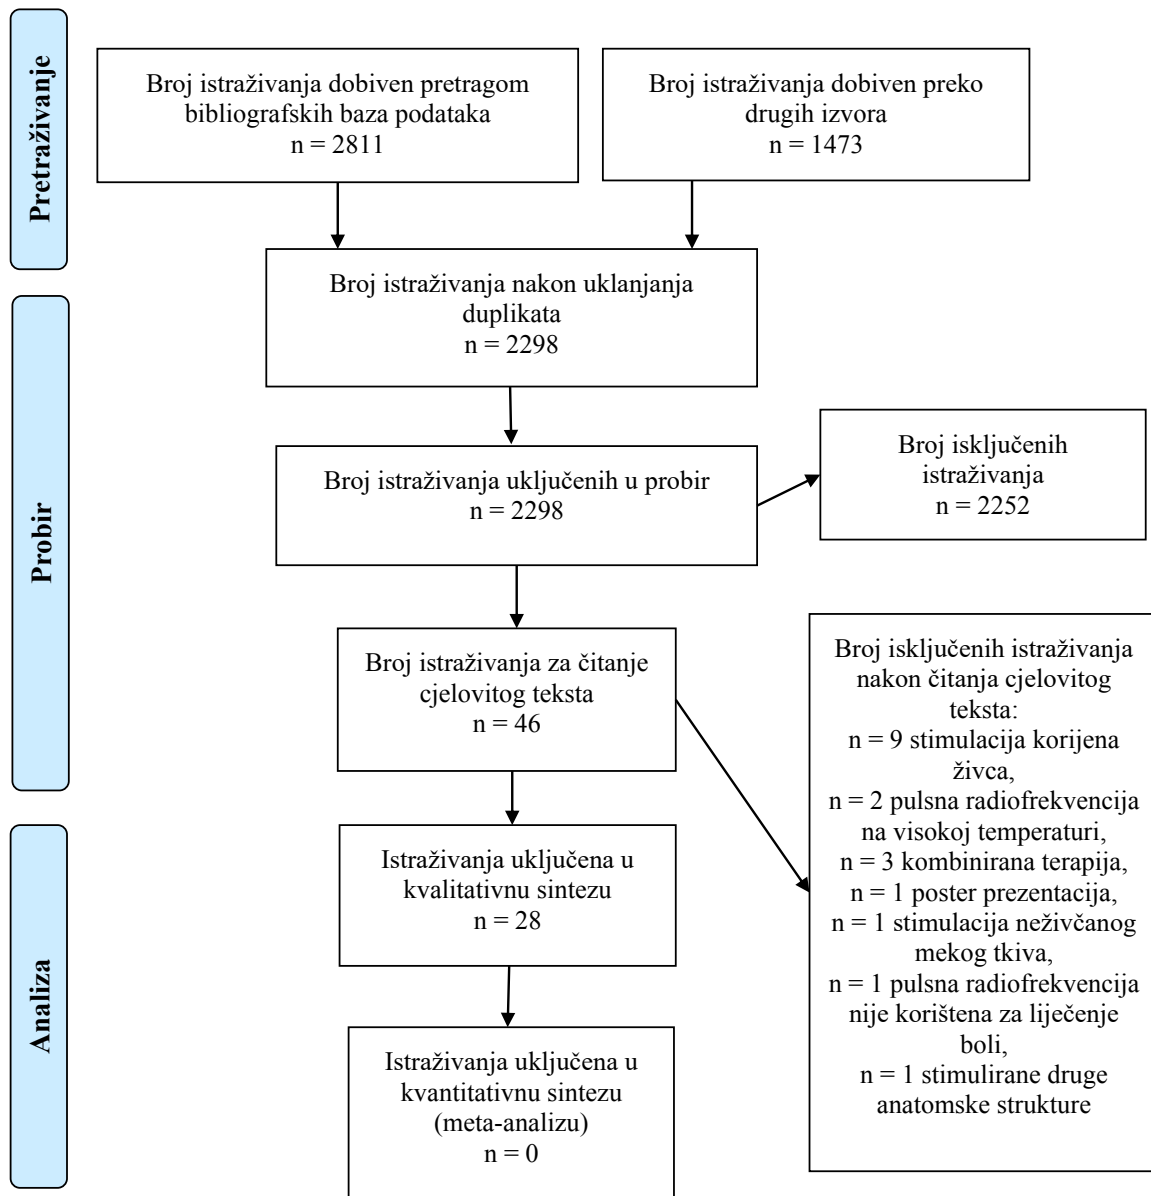 Pretraživanje
Broj istraživanja dobiven pretragom
bibliografskih baza podataka
n = 2811
Broj istraživanja dobiven preko
drugih izvora
n = 1473
Broj istraživanja nakon uklanjanja
duplikata
n = 2298
Probir
Broj istraživanja uključenih u probir
n = 2298
Broj isključenih
istraživanja
n = 2252
Broj istraživanja za čitanje
cjelovitog teksta
n = 46
Broj isključenih istraživanja
nakon čitanja cjelovitog
teksta:
n = 9 stimulacija korijena
živca,
n = 2 pulsna radiofrekvencija
na visokoj temperaturi,
n = 3 kombinirana terapija,
n = 1 poster prezentacija,
n = 1 stimulacija neživčanog
mekog tkiva,
n = 1 pulsna radiofrekvencija
nije korištena za liječenje
boli,
n = 1 stimulirane druge
anatomske strukture
Analiza
Istraživanja uključena u
kvalitativnu sintezu
n = 28
Istraživanja uključena u
kvantitativnu sintezu
(meta-analizu)
n = 0